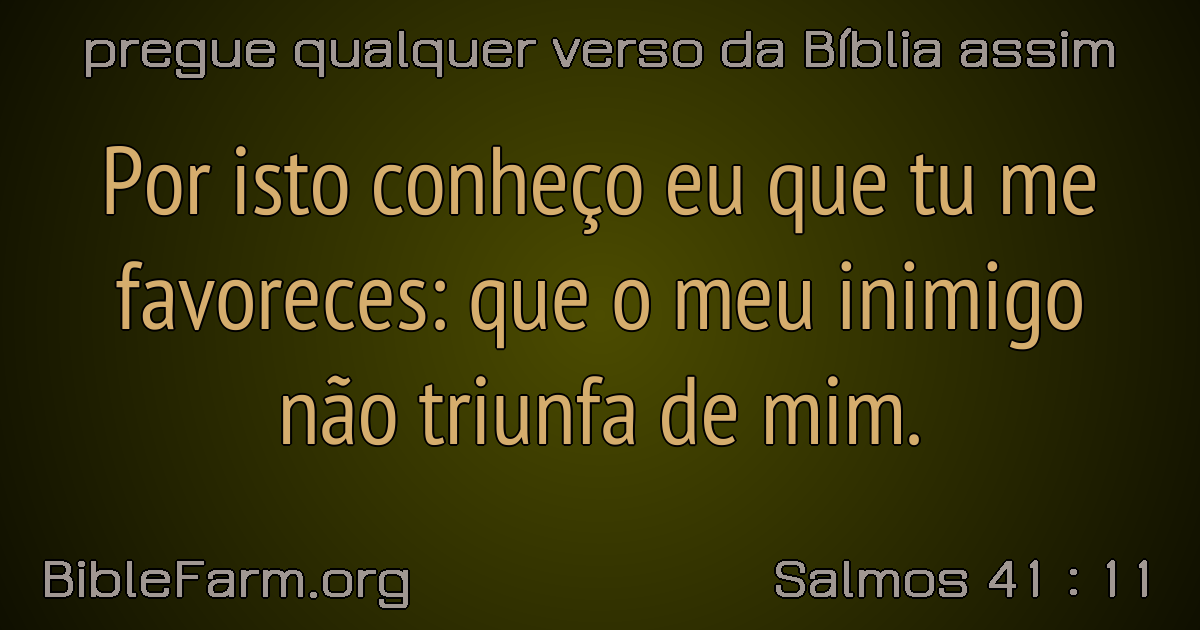 pregue qualquer verso da Bíblia assim
Por isto conheço eu que tu me
favoreces: que o meu inimigo
não triunfa de mim.
BibleFarm.org
Salmos 41 : 11